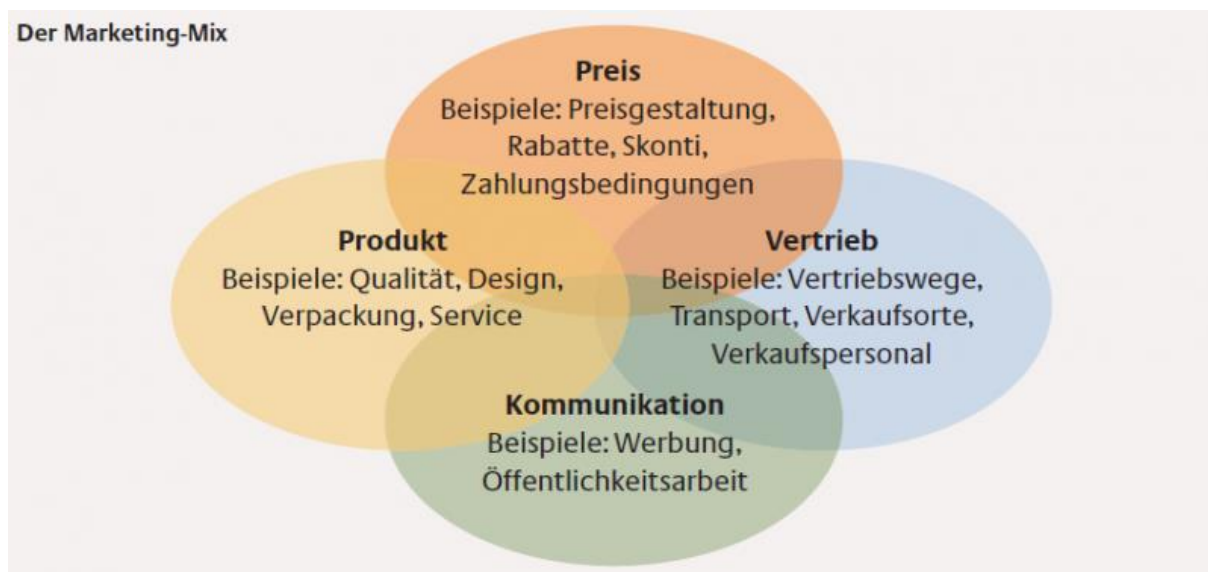 Der Marketing-Mix
Preis
Beispiele: Preisgestaltung,
Rabatte, Skonti,
Zahlungsbedingungen
Produkt
Beispiele: Qualität, Design,
Verpackung, Service
Vertrieb
Beispiele: Vertriebswege,
Transport, Verkaufsorte,
Verkaufspersonal
Kommunikation
Beispiele: Werbung,
Öffentlichkeitsarbeit